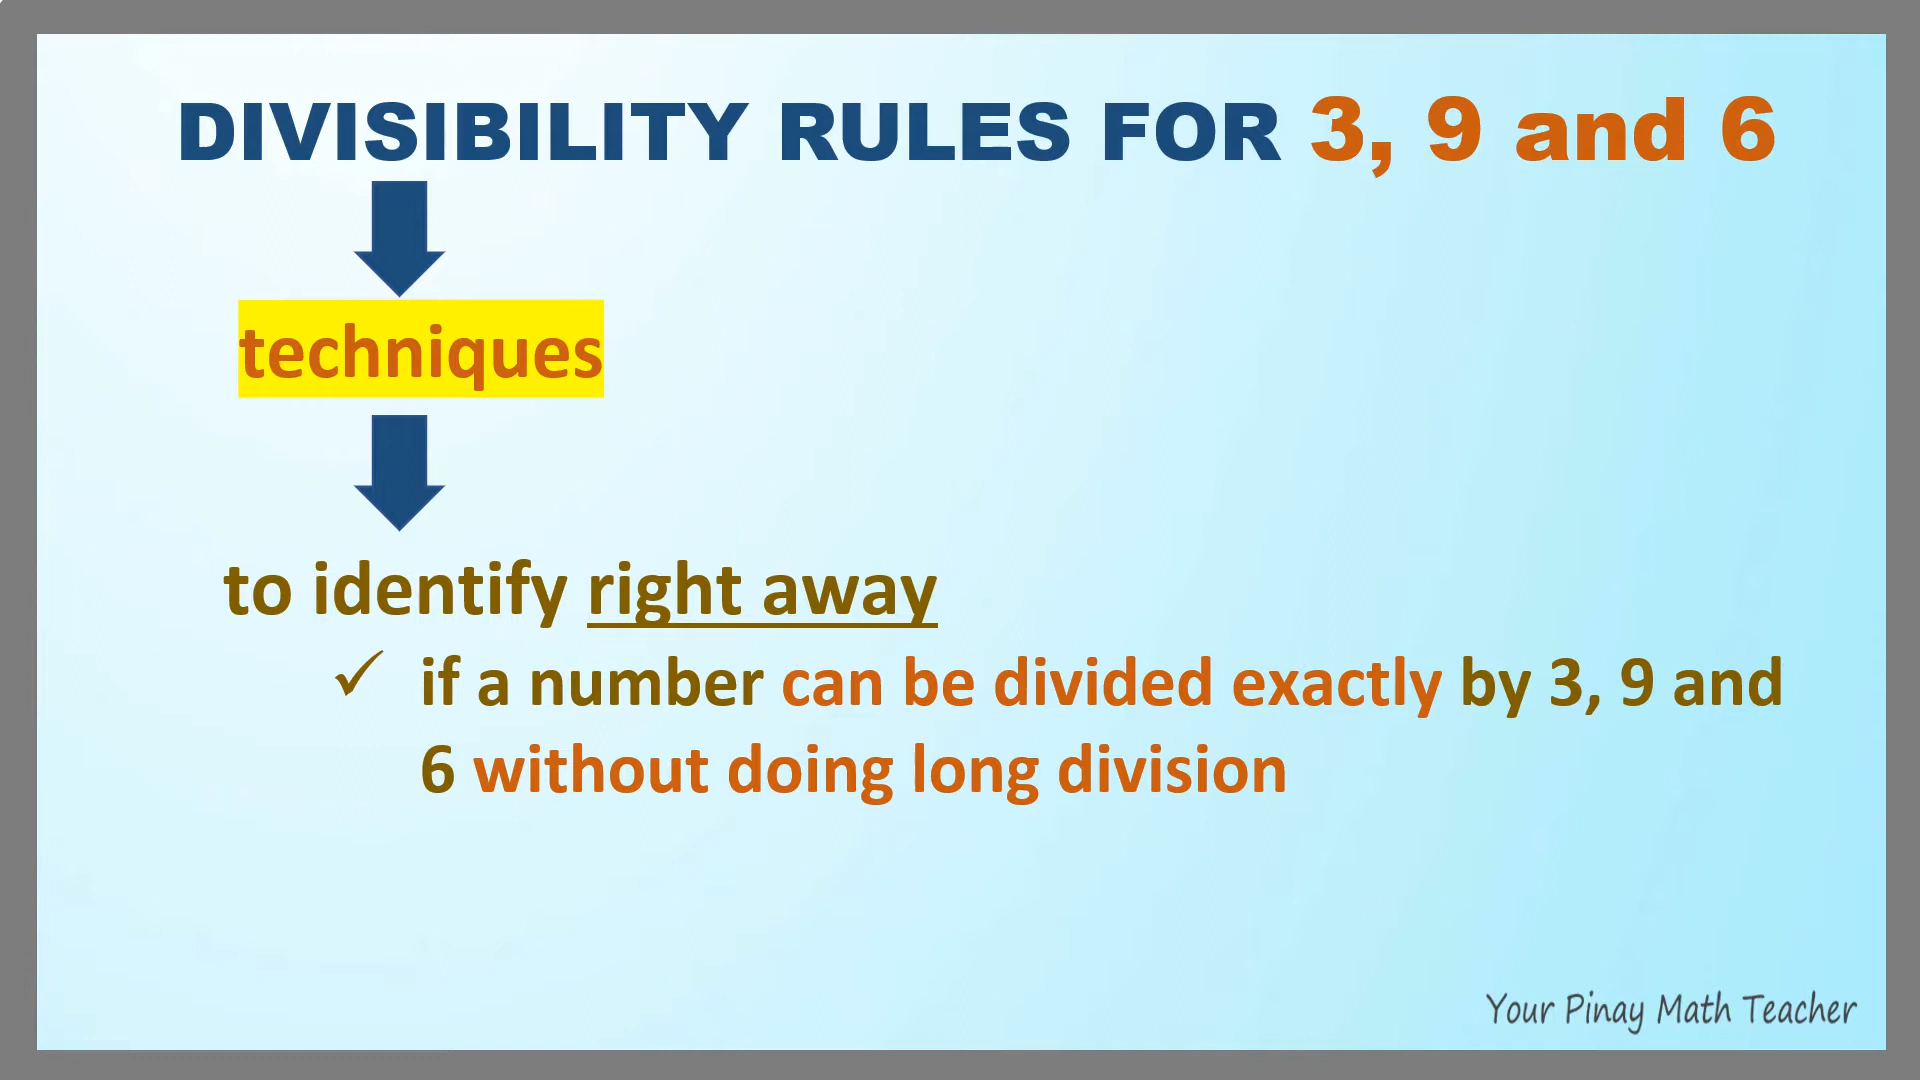 DIVISIBILITY RULES FOR 3, 9 and 6
techniques
to identify right away
✓ if a number can be divided exactly by 3, 9 and
6 without doing long division
Your Pinay Math Teacher